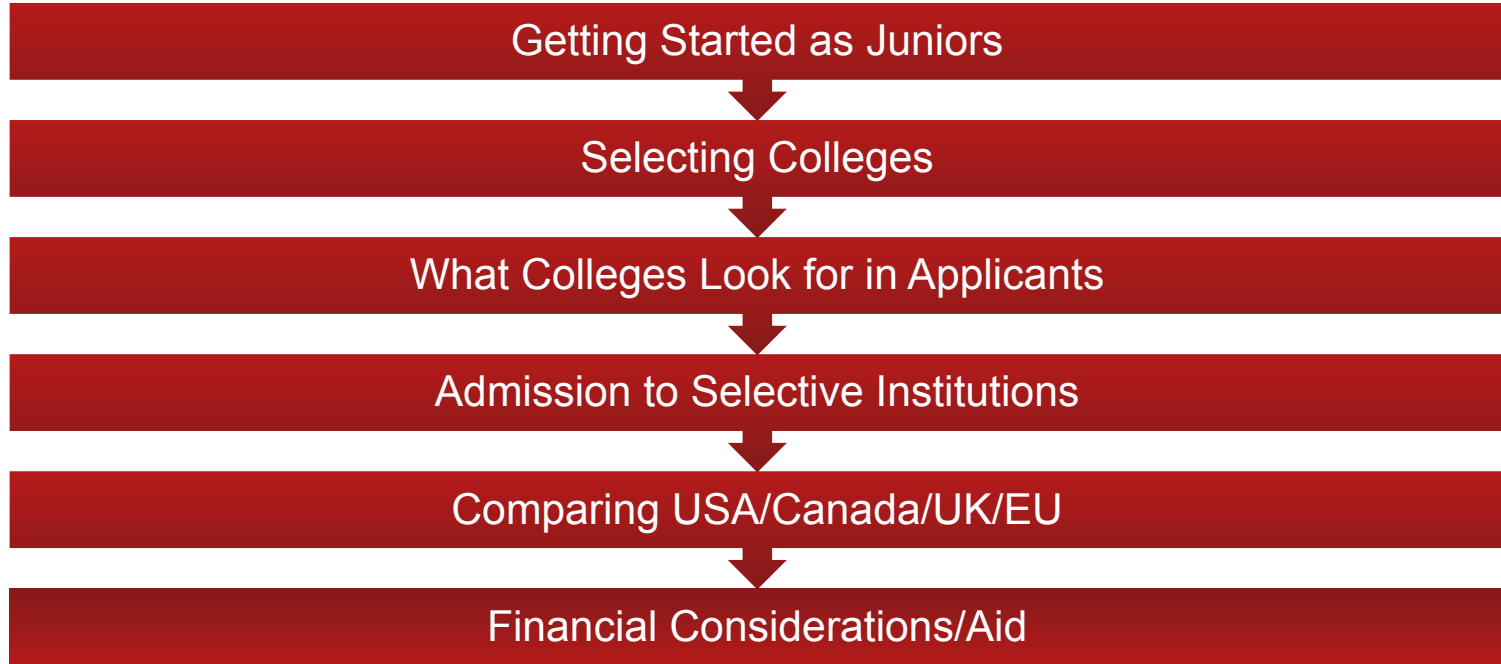 Getting Started as Juniors
Selecting Colleges
What Colleges Look for in Applicants
Admission to Selective Institutions
Comparing USA/Canada/UK/EU
Financial Considerations/Aid